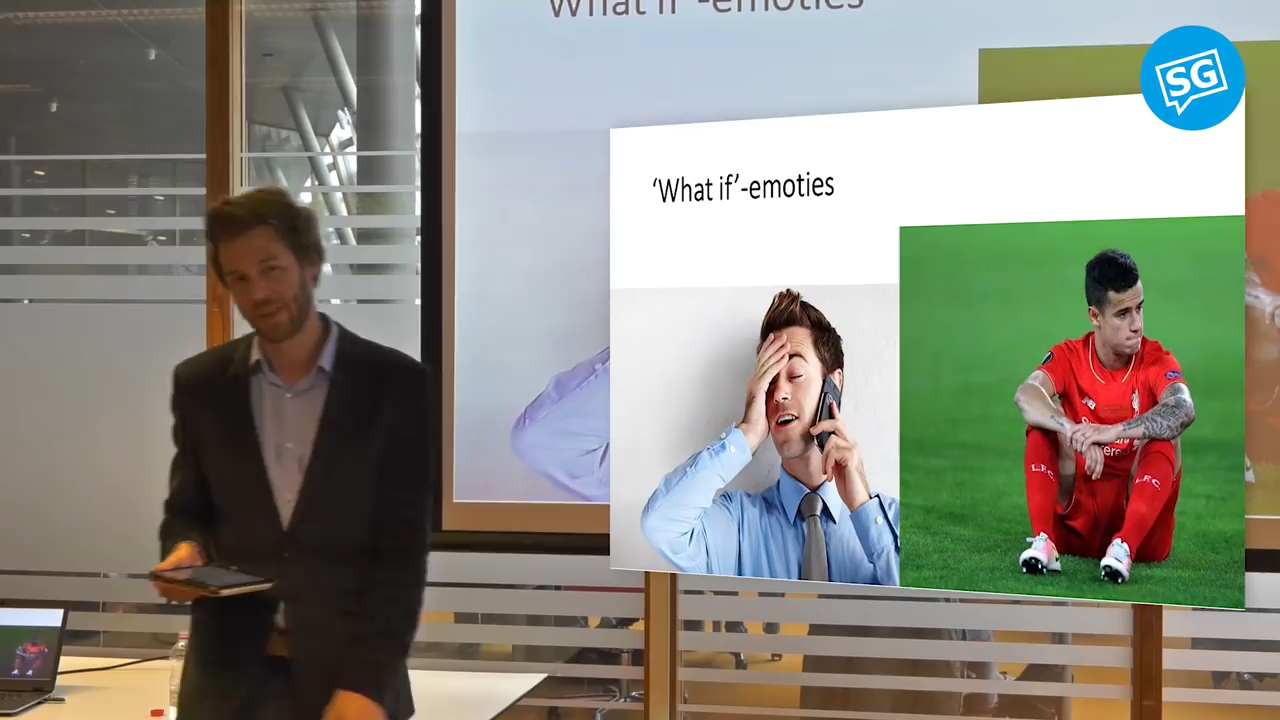 What if'-emoties
SG
‘What if’-emoties
L.F.C.
L.F.C.